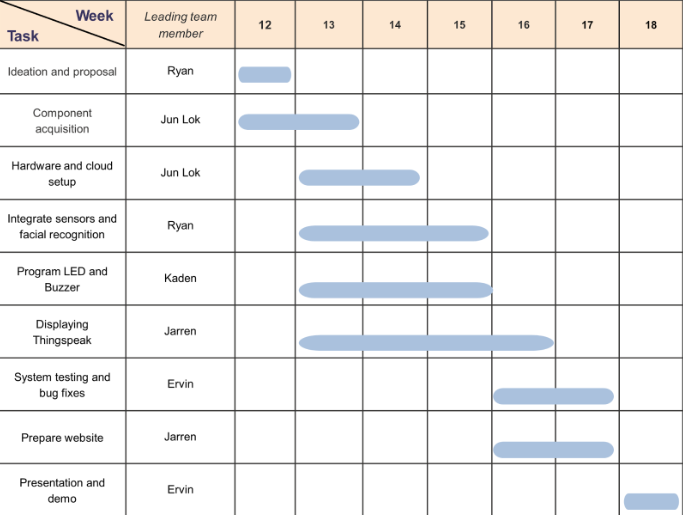 Week
Task
Leading team
member
12
13
14
15
16
17
18
Ideation and proposal
Ryan
Component
acquisition
Jun Lok
Hardware and cloud
setup
Jun Lok
Integrate sensors and
facial recognition
Ryan
Program LED and
Buzzer
Kaden
Displaying
Thingspeak
Jarren
System testing and
bug fixes
Ervin
Prepare website
Jarren
Presentation and
demo
Ervin